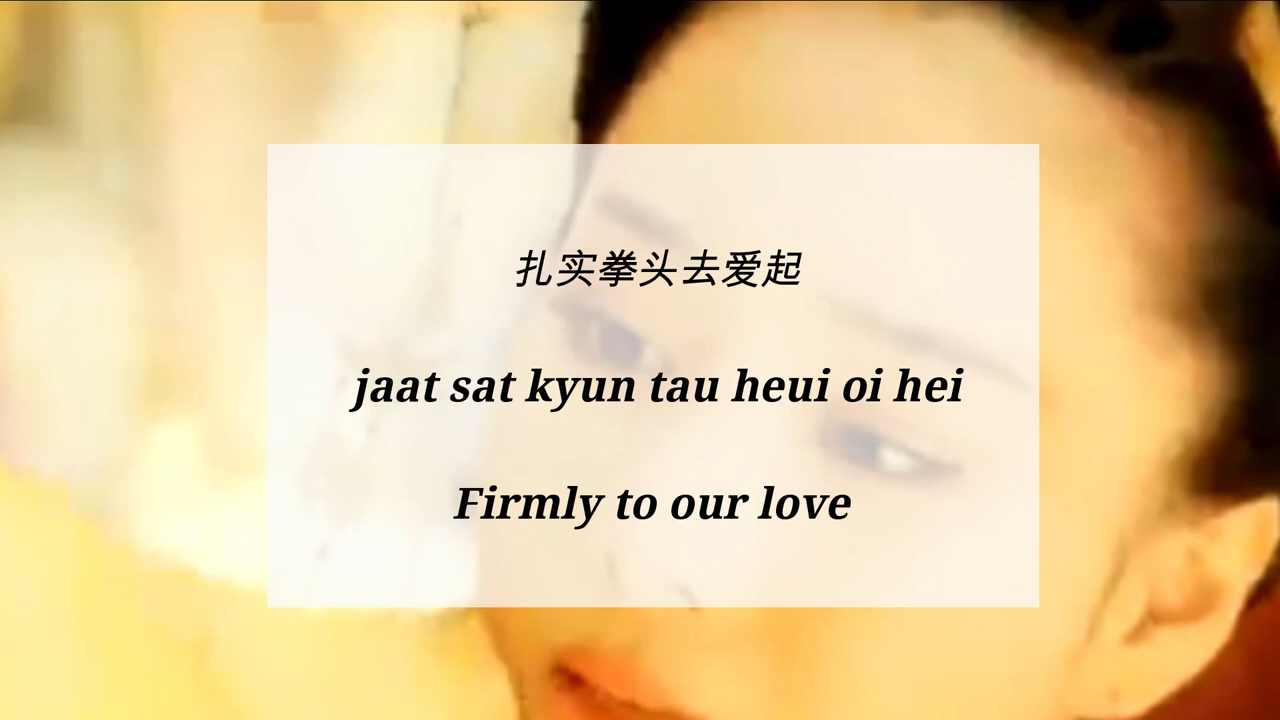 扎实拳头去爱起
jaat sat kyun tau heui oi hei
Firmly to our love